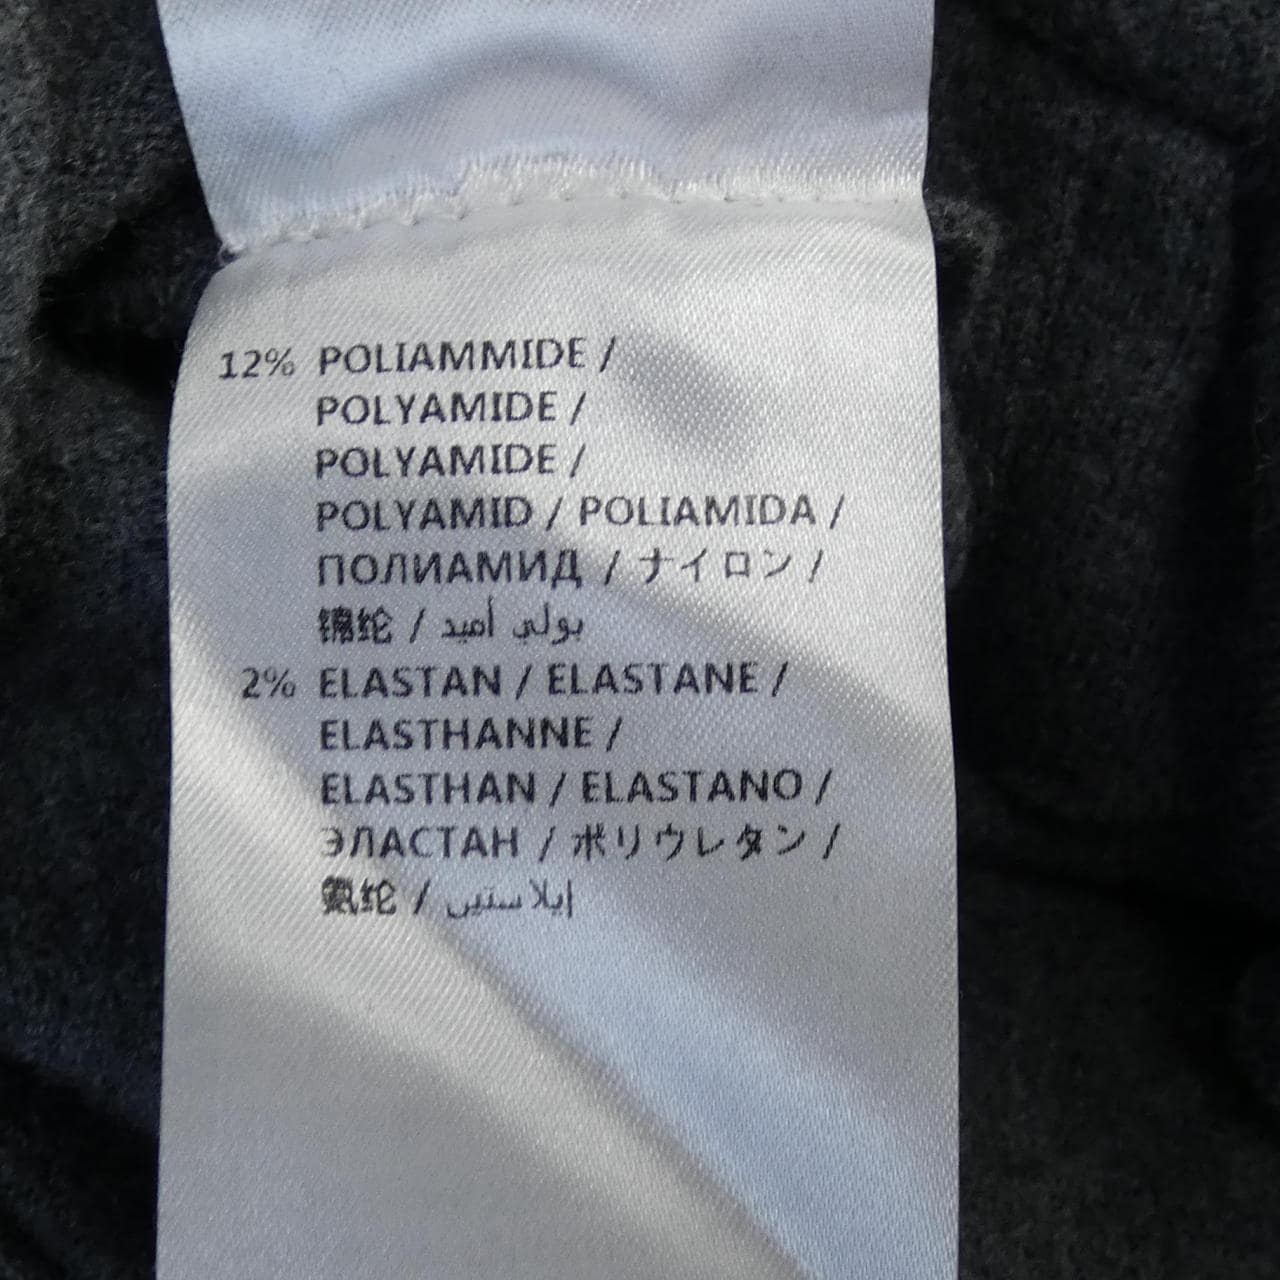 12% POLIAMMIDE /
POLYAMIDE /
POLYAMIDE /
POLYAMID / POLIAMIDA /
ПОЛИАМИД / ナイロン /
锦纶 / بولي أميد
2% ELASTAN / ELASTANE /
ELASTHANNE /
ELASTHAN / ELASTANO /
ЭЛАСТАН / ポリウレタン /
氨纶 / إيلاستين